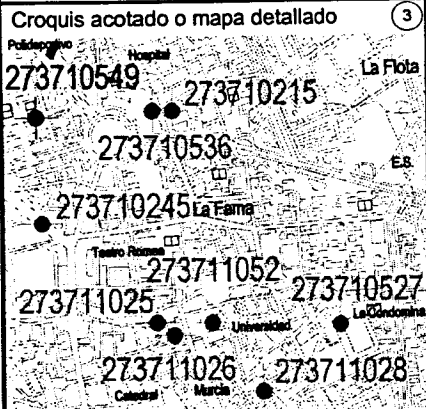 Croquis acotado o mapa detallado 3
Polideportivo
Hospital
La Flota
273710549
273710215
273710536
E.S.
273710245 La Fama
Teatro Romea
273711052
273710527
273711025
La Condomina
Universidad
273711026
273711028
Catedral
Murcia